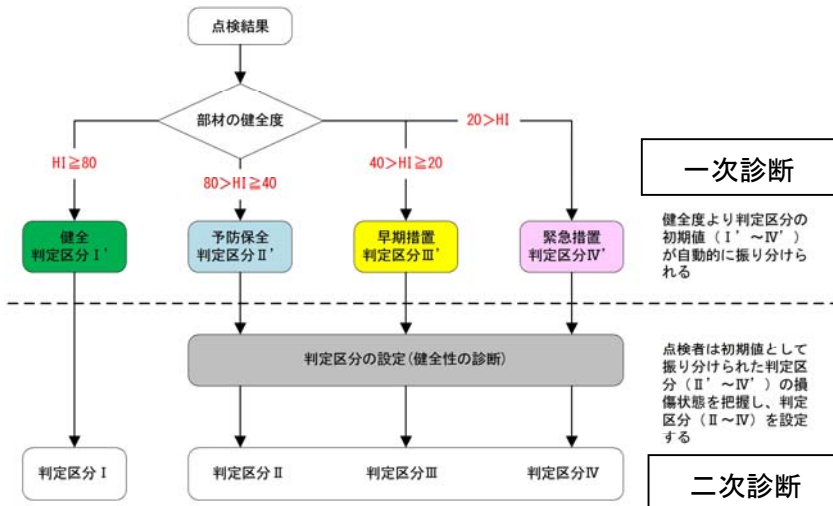 点検結果
部材の健全度
HI≧80
80>HI≧40
40>HI≧20
20>HI
一次診断
健全
判定区分Ⅰ’
予防保全
判定区分Ⅱ’
早期措置
判定区分Ⅲ’
緊急措置
判定区分Ⅳ’
健全度より判定区分の
初期値（Ⅰ’～Ⅳ’）
が自動的に振り分けら
れる
判定区分の設定(健全性の診断)
点検者は初期値として
振り分けられた判定区
分（Ⅱ’～Ⅳ’）の損
傷状態を把握し、判定
区分（Ⅱ～Ⅳ）を設定
する
判定区分Ⅰ
判定区分Ⅱ
判定区分Ⅲ
判定区分Ⅳ
二次診断